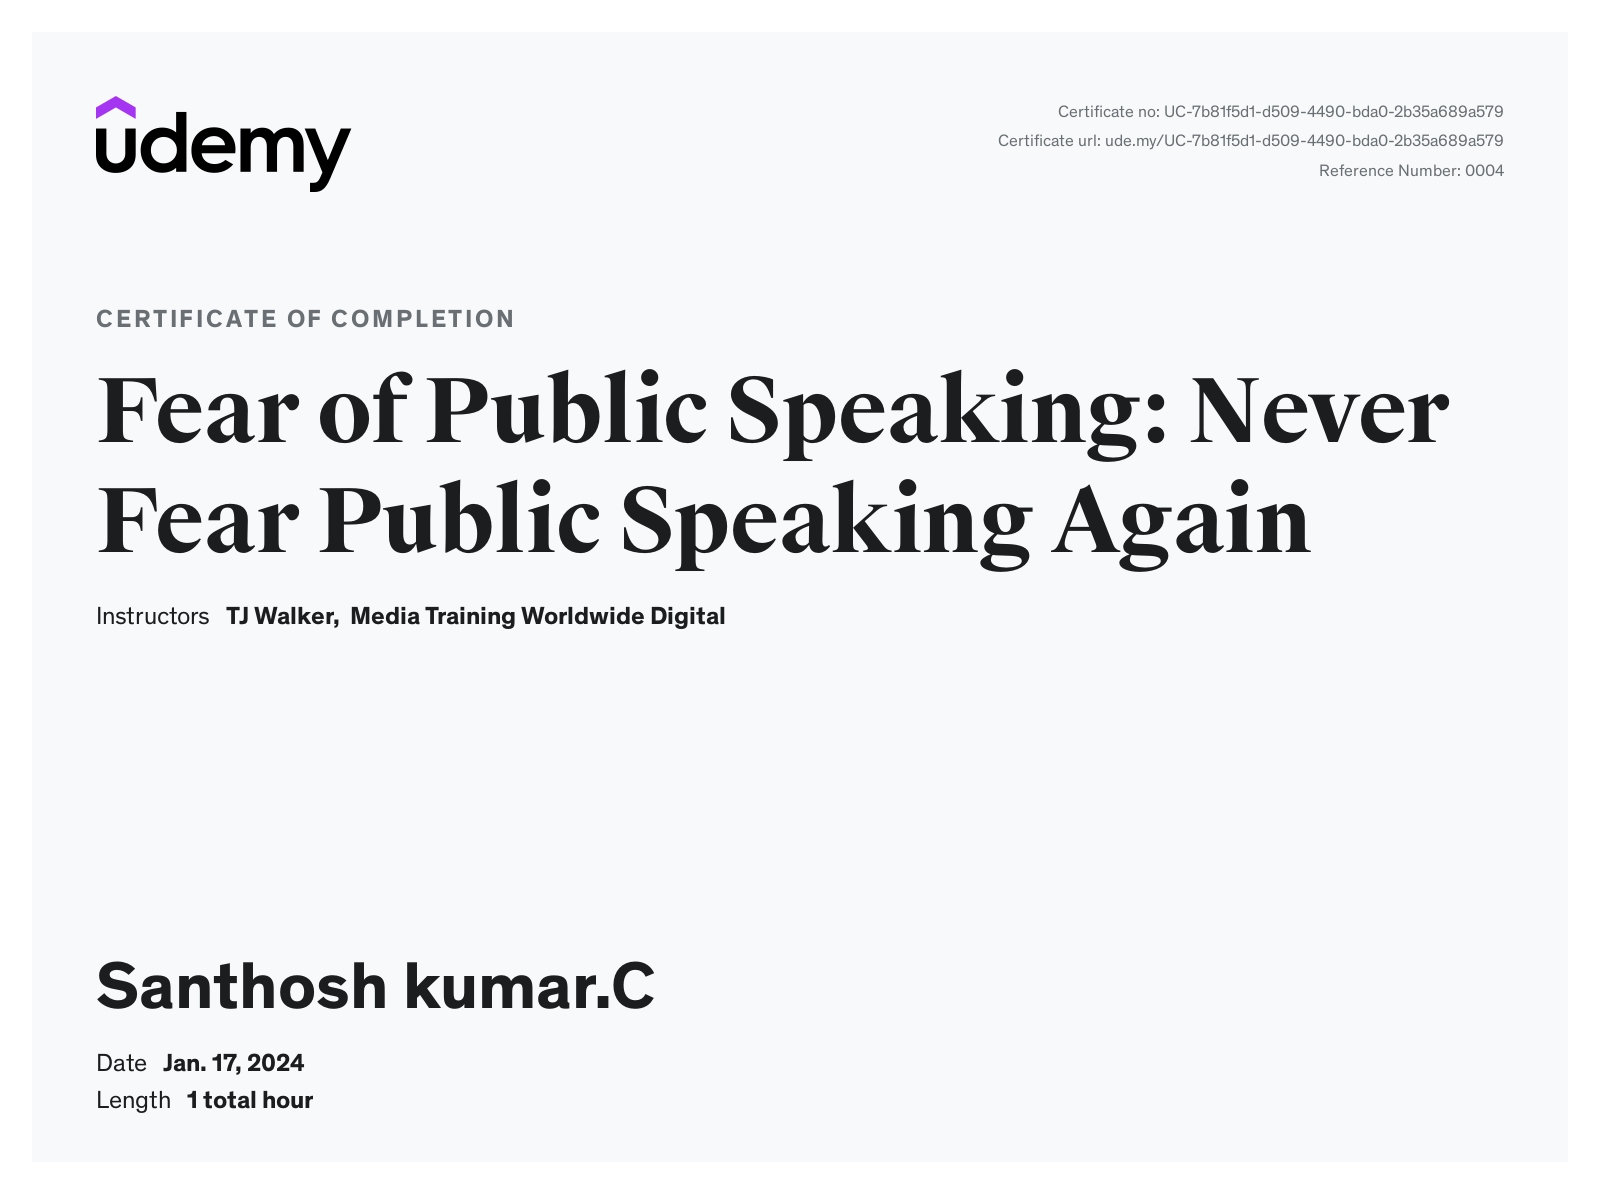 udemy
Certificate no: UC-7b81f5d1-d509-4490-bda0-2b35a689a579
Certificate url: ude.my/UC-7b81f5d1-d509-4490-bda0-2b35a689a579
Reference Number: 0004
CERTIFICATE OF COMPLETION
Fear of Public Speaking: Never
Fear Public Speaking Again
Instructors TJ Walker, Media Training Worldwide Digital
Santhosh kumar.C
Date Jan. 17, 2024
Length 1 total hour